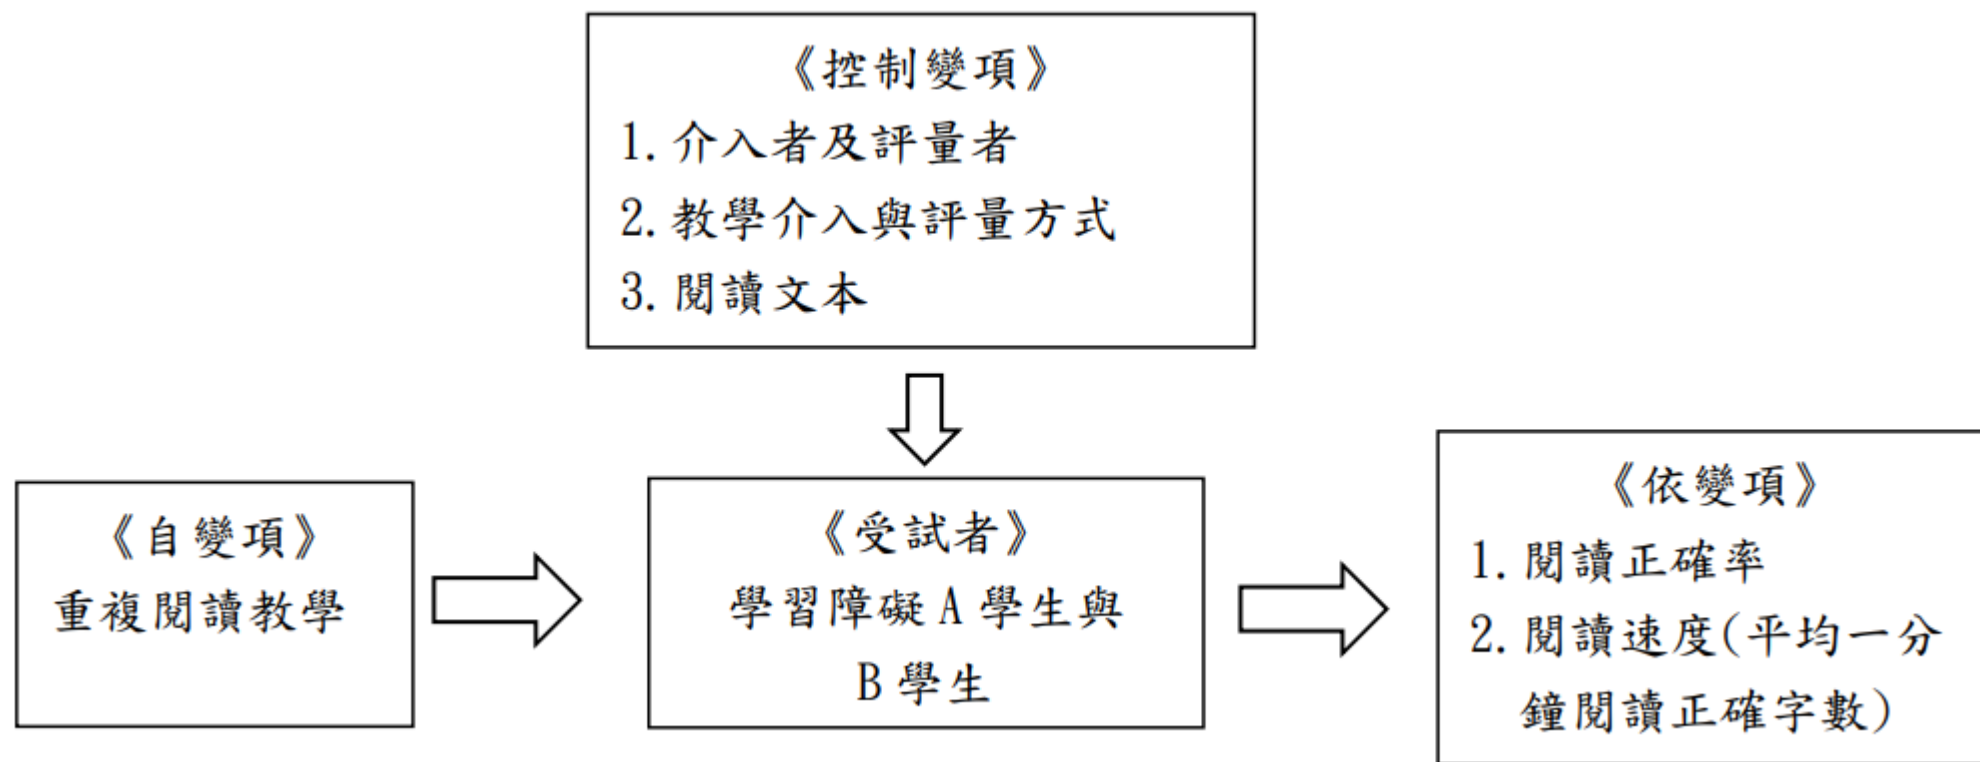 《控制變項》
1. 介入者及評量者
2. 教學介入與評量方式
3. 閱讀文本
《自變項》
重複閱讀教學
《受試者》
學習障礙 A 學生與
B 學生
《依變項》
1. 閱讀正確率
2. 閱讀速度(平均一分
鐘閱讀正確字數)